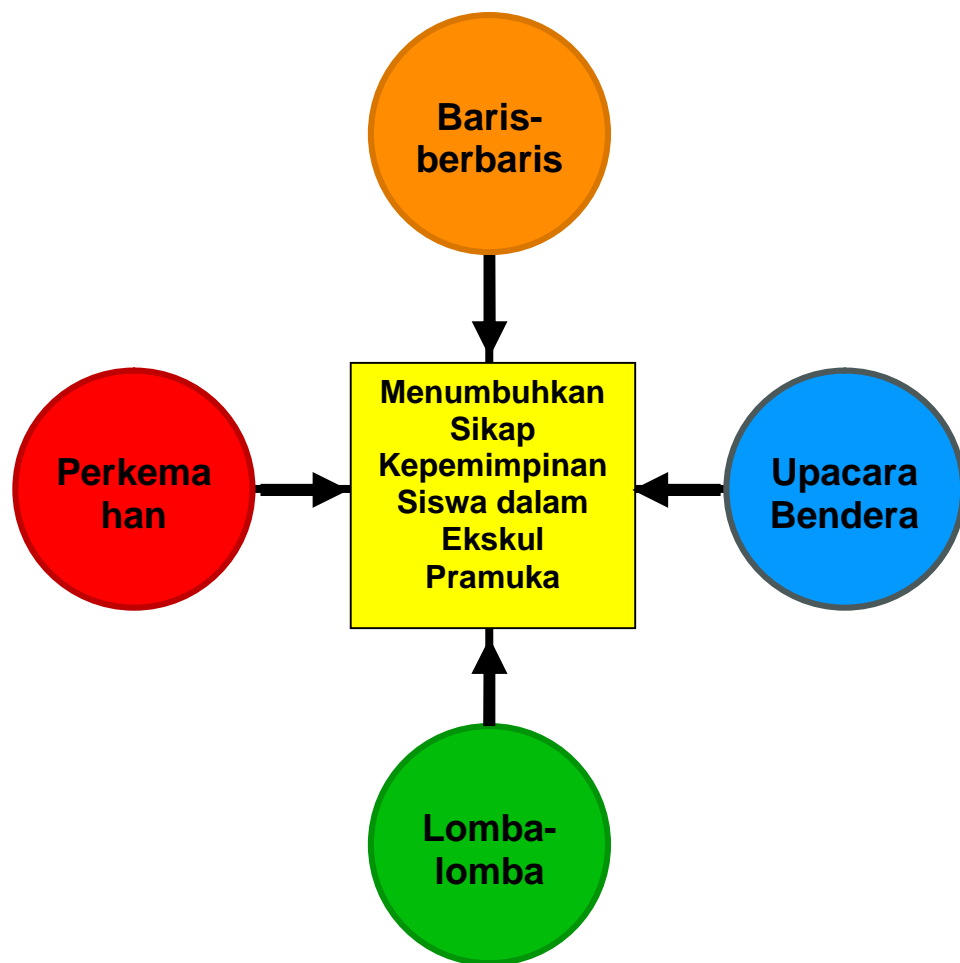 Baris-
berbaris
Menumbuhkan
Sikap
Kepemimpinan
Siswa dalam
Ekskul
Pramuka
Perkema
han
Upacara
Bendera
Lomba-
lomba